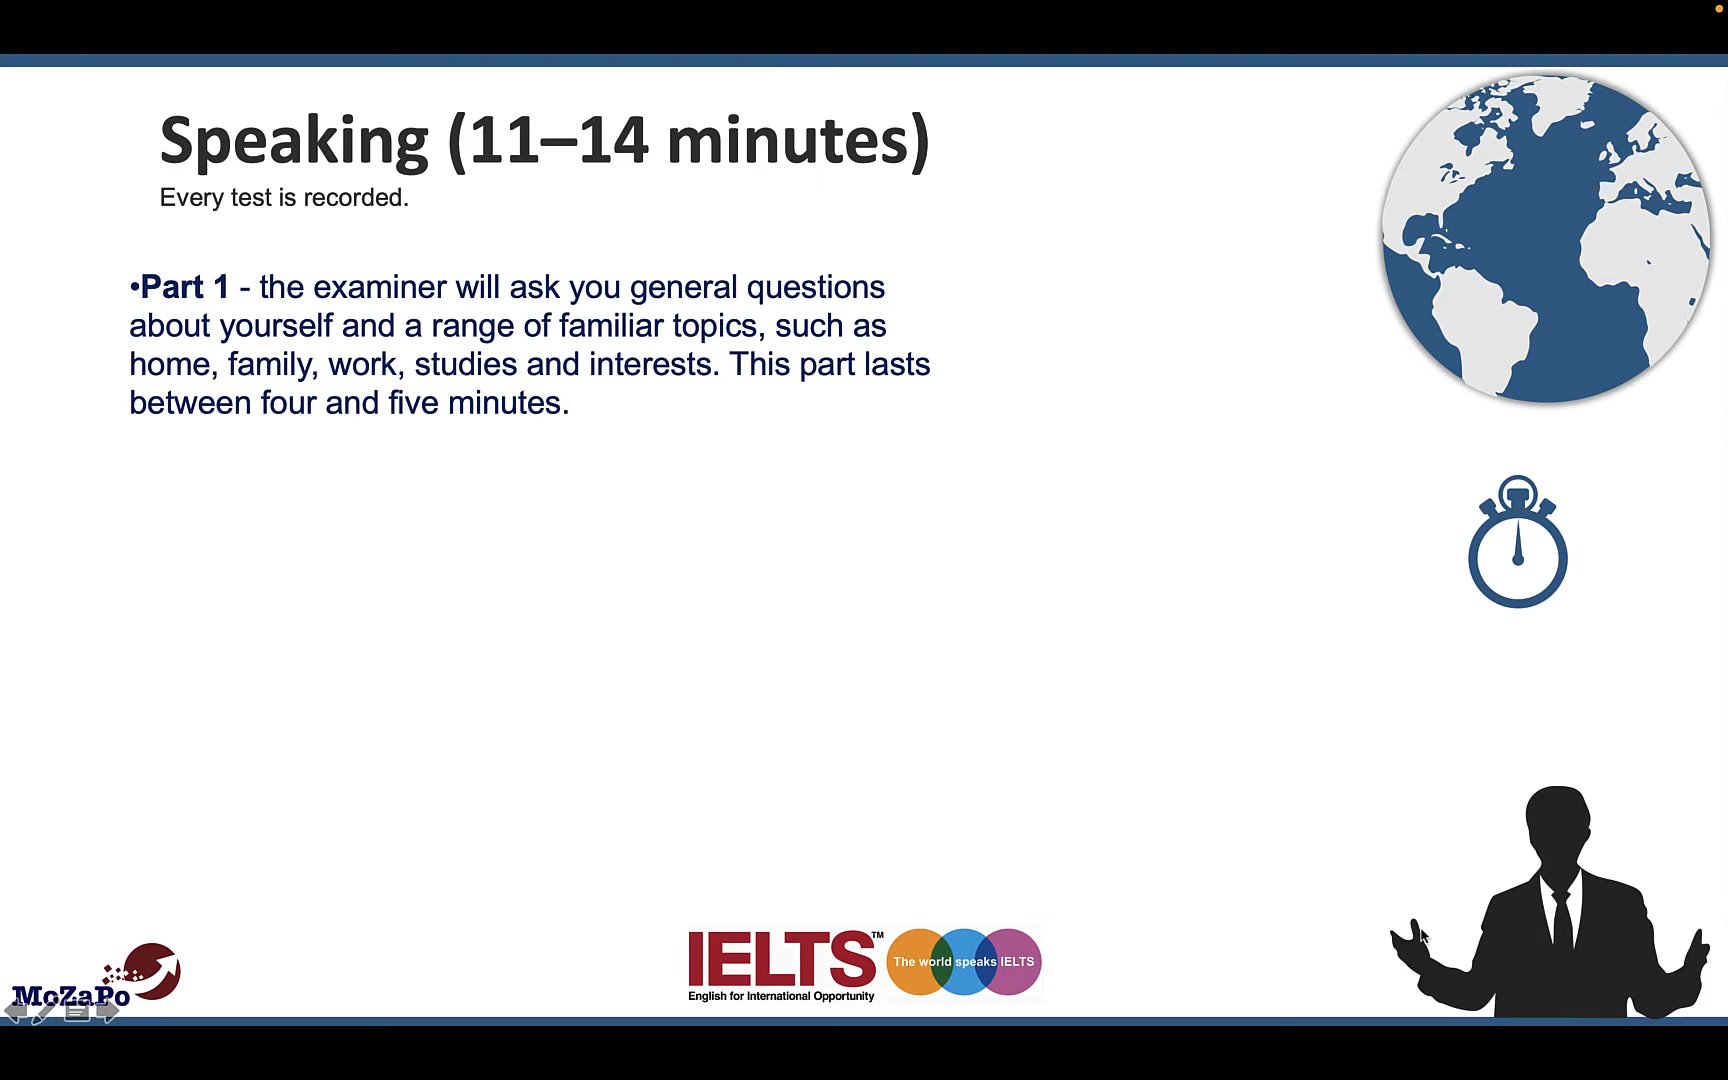 Speaking (11–14 minutes)
Every test is recorded.
•Part 1 - the examiner will ask you general questions
about yourself and a range of familiar topics, such as
home, family, work, studies and interests. This part lasts
between four and five minutes.
McZaPo
IELTS™
English for International Opportunity
The world speaks IELTS